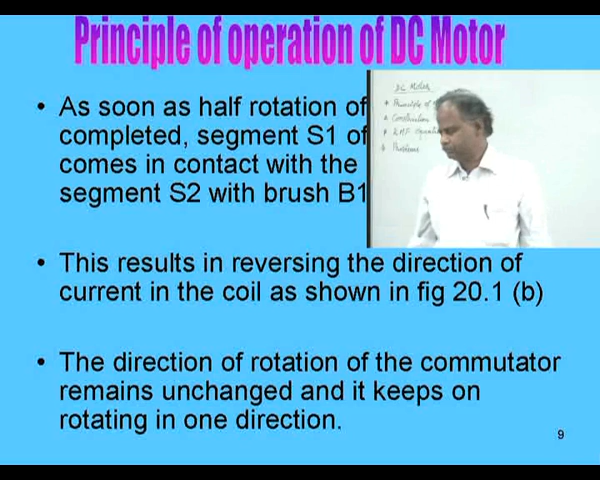 Principle of operation of DC Motor
• As soon as half rotation of
completed, segment S1 of
comes in contact with the
segment S2 with brush B1
DC Motor
Principle of
Construction
E.M.F. Equation
Problems
• This results in reversing the direction of
current in the coil as shown in fig 20.1 (b)
• The direction of rotation of the commutator
remains unchanged and it keeps on
rotating in one direction.
9